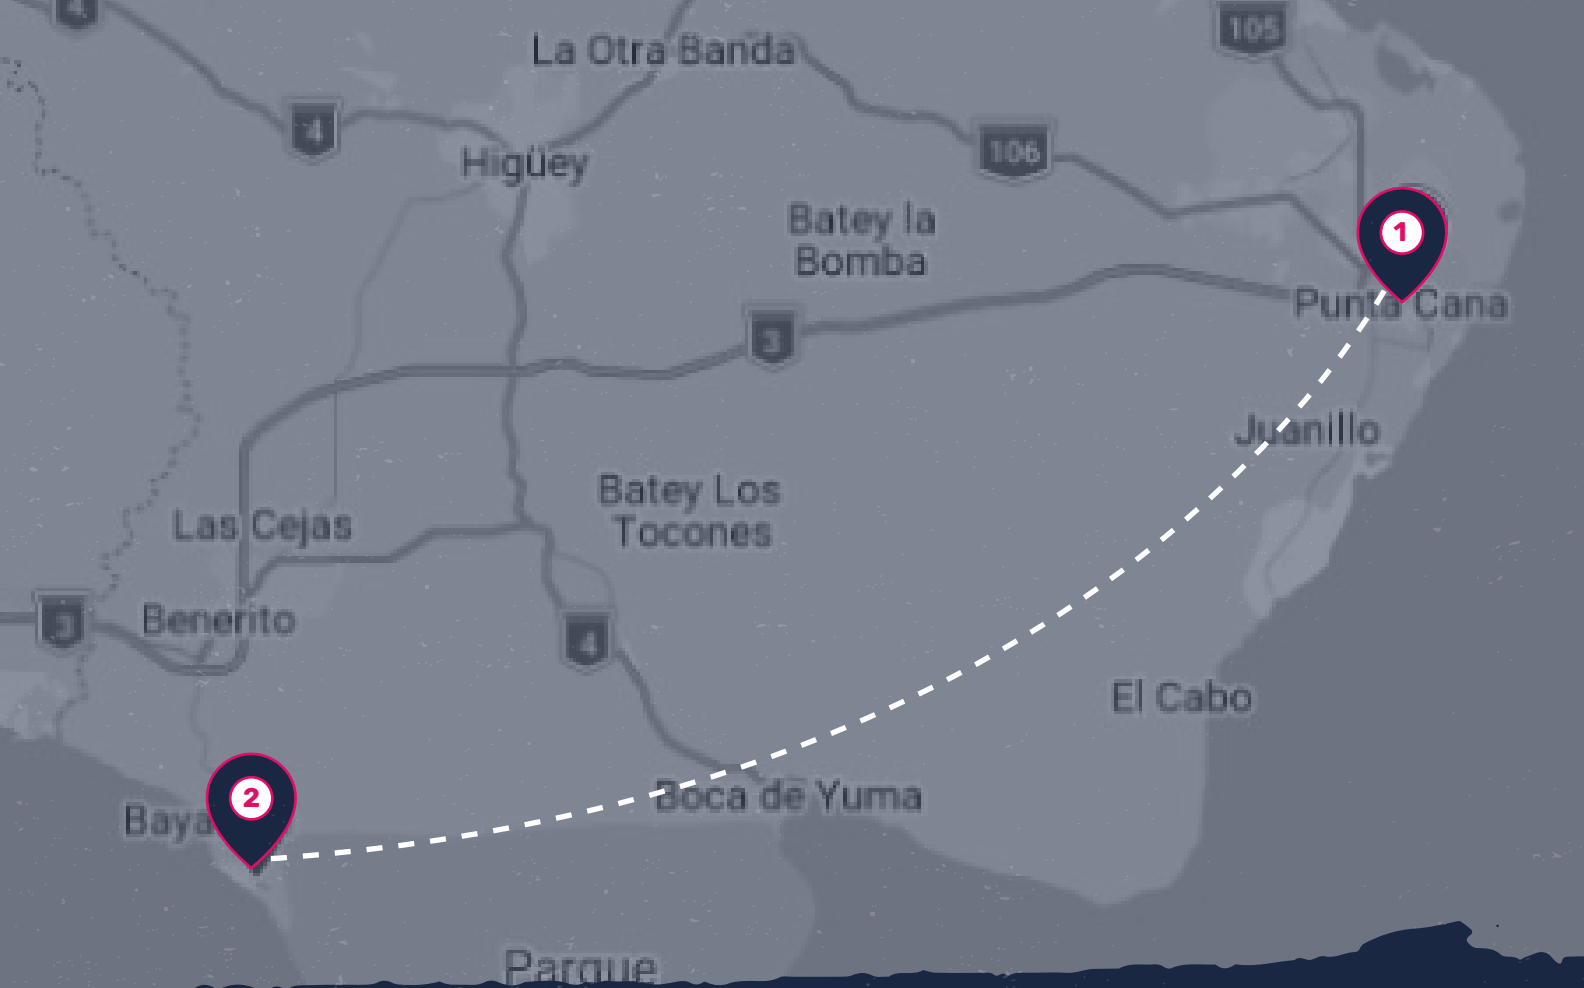 4
105
La Otra Banda
4
106
Higüey
Batey la
Bomba
1
Punta Cana
3
Juanillo
Batey Los
Tocones
Las Cejas
3
Benerito
4
El Cabo
2
Boca de Yuma
Baya
Parque